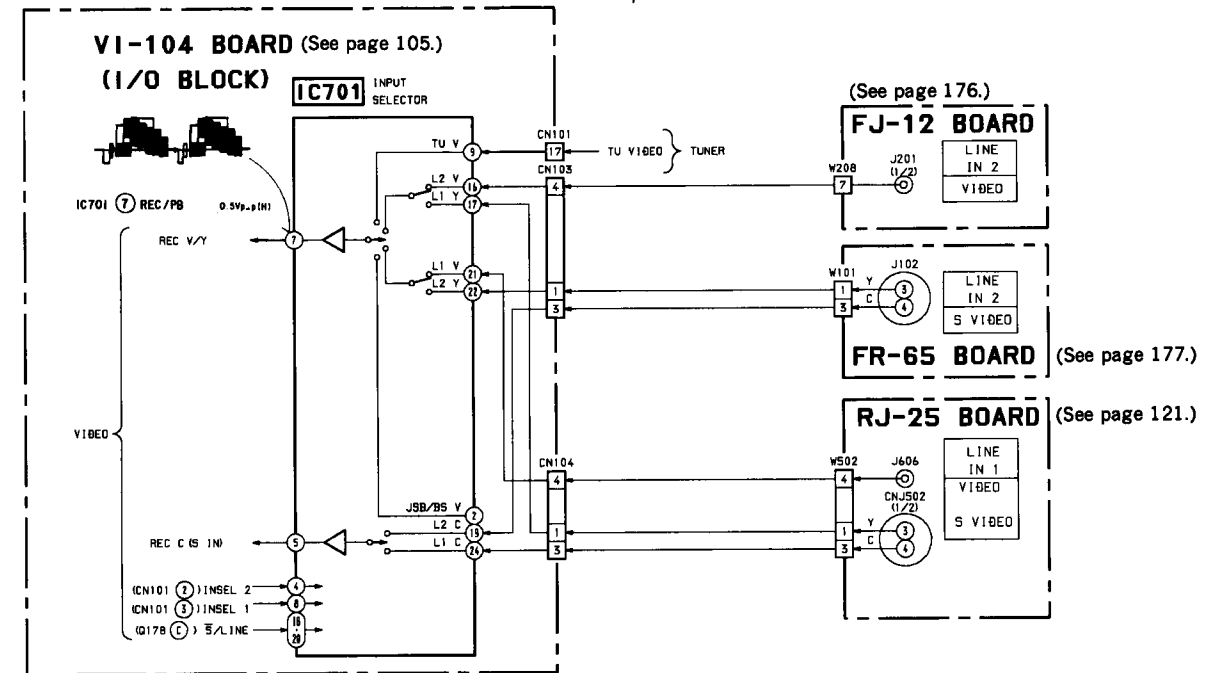 VI-104 BOARD (See page 105.)
(I/O BLOCK)
IC701 INPUT SELECTOR
IC701 7 REC/PB 0.5Vp-p(H)
REC V/Y
7
VIDEO
REC C (S IN)
5
(CN101 2) INSEL 2
4
(CN101 3) INSEL 1
8
(Q178 C) S/LINE
20
TU V
9
L2 V
16
L1 Y
17
L1 V
21
L2 Y
22
JSB/BS V
2
L2 C
19
L1 C
24
CN101
17
TU VIDEO
TUNER
CN103
4
1
3
CN104
4
1
3
(See page 176.)
FJ-12 BOARD
W208
7
J201
(1/2)
LINE
IN 2
VIDEO
W101
1
3
Y
C
J102
3
4
LINE
IN 2
S VIDEO
FR-65 BOARD (See page 177.)
RJ-25 BOARD (See page 121.)
W502
4
1
3
J606
CNJ502
(1/2)
Y
C
3
4
LINE
IN 1
VIDEO
S VIDEO